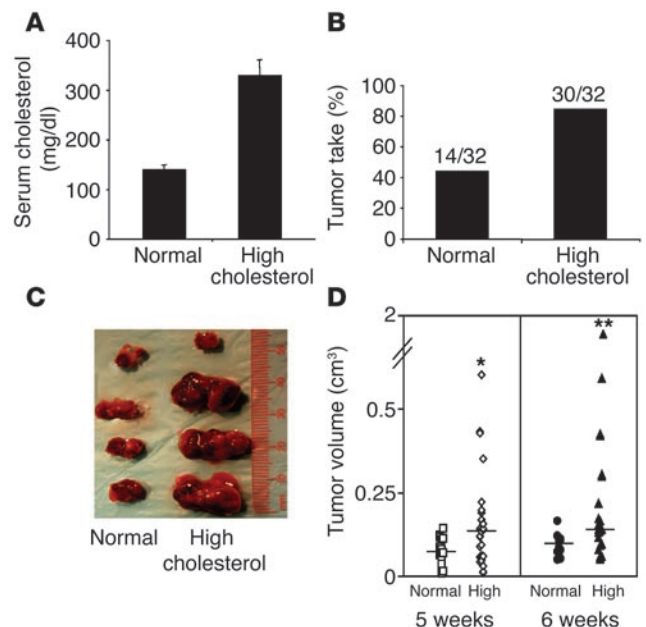 A
Serum cholesterol
(mg/dl)
400
300
200
100
0
Normal
High
cholesterol
B
Tumor take (%)
100
80
60
40
20
0
14/32
30/32
Normal
High
cholesterol
C
Normal
High
cholesterol
D
Tumor volume (cm³)
2
0.5
0.25
0
*
**
Normal High Normal High
5 weeks 6 weeks